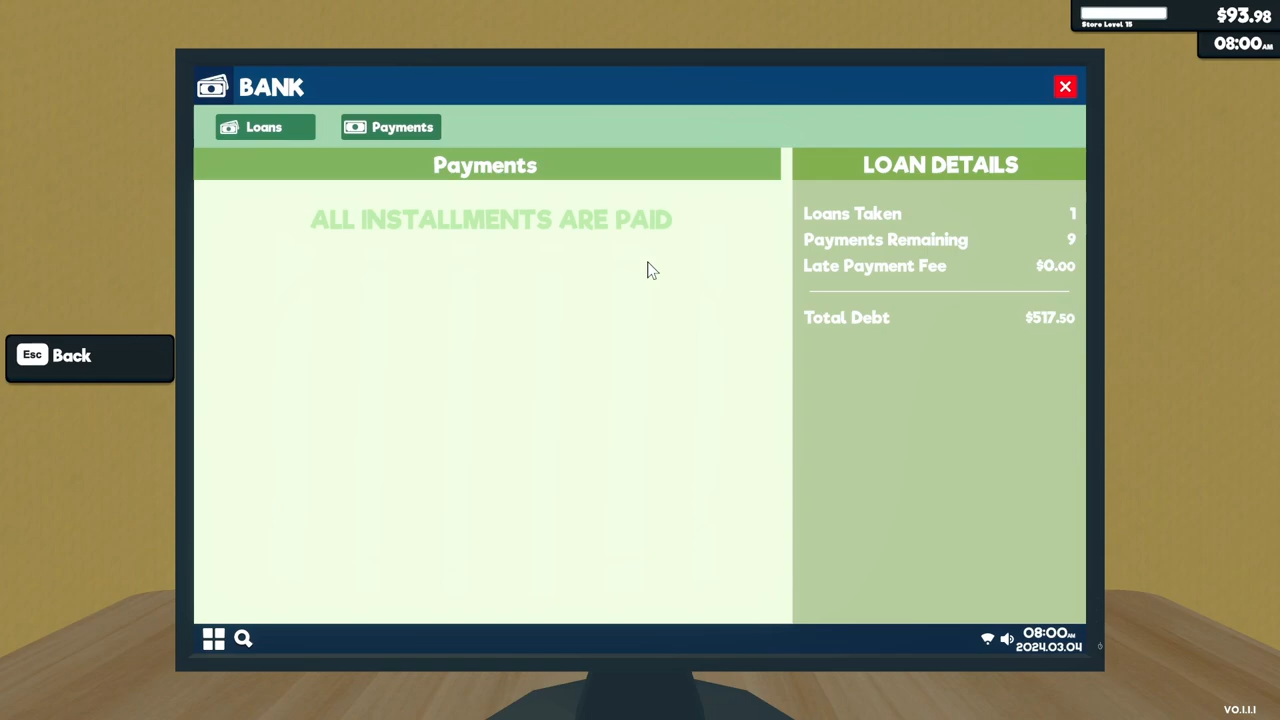 $93.98
Store Level 15
08:00AM
BANK
Loans
Payments
Payments
LOAN DETAILS
ALL INSTALLMENTS ARE PAID
Loans Taken 1
Payments Remaining 9
Late Payment Fee $0.00
Total Debt $517.50
Esc Back
08:00AM
2024.03.04
V0.1.1.1